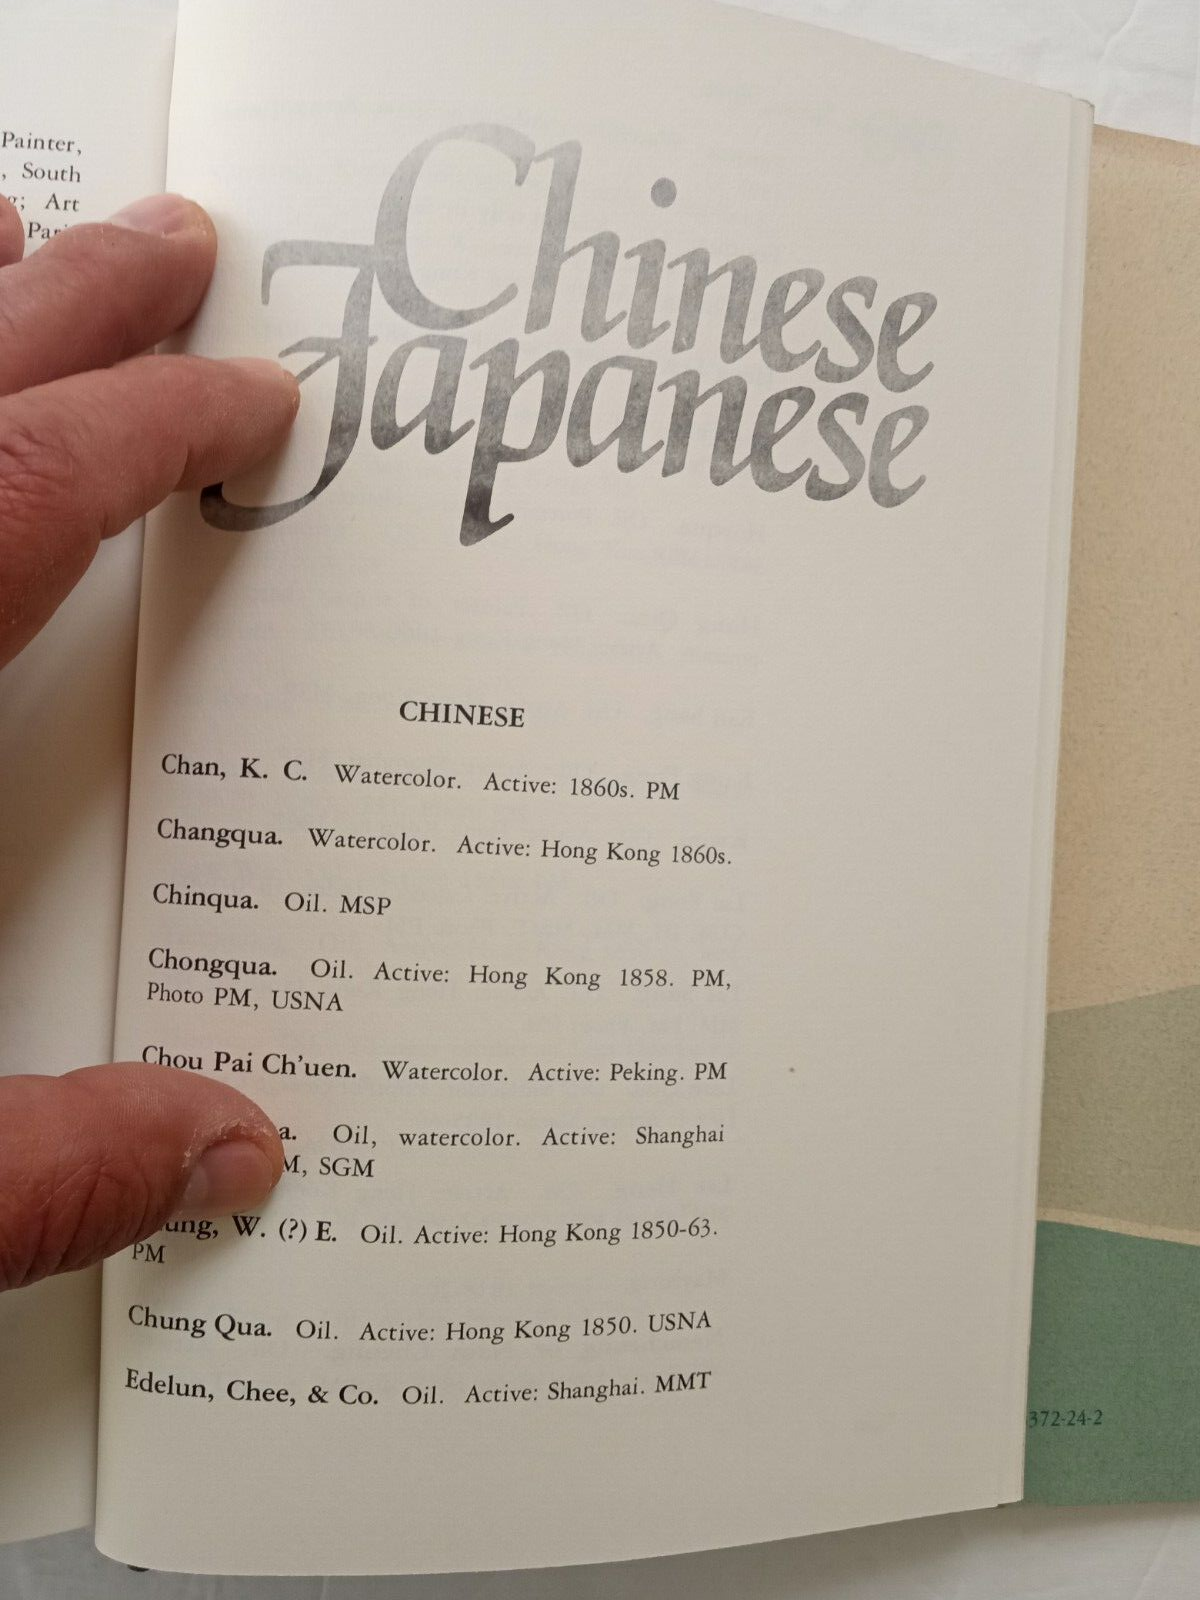 Painter,
, South
; Art
Chinese
Japanese
CHINESE
Chan, K. C. Watercolor. Active: 1860s. PM
Changqua. Watercolor. Active: Hong Kong 1860s.
Chinqua. Oil. MSP
Chongqua. Oil. Active: Hong Kong 1858. PM,
Photo PM, USNA
Chou Pai Ch'uen. Watercolor. Active: Peking. PM
Oil, watercolor. Active: Shanghai
SGM
W. (?) E. Oil. Active: Hong Kong 1850-63.
PM
Chung Qua. Oil. Active: Hong Kong 1850. USNA
Edelun, Chee, & Co. Oil. Active: Shanghai. MMT
372-24-2